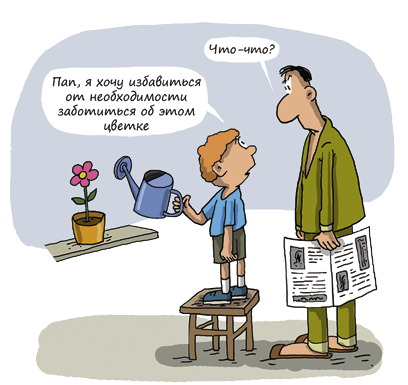 Что-что?
Пап, я хочу избавиться
от необходимости
заботиться об этом
цветке